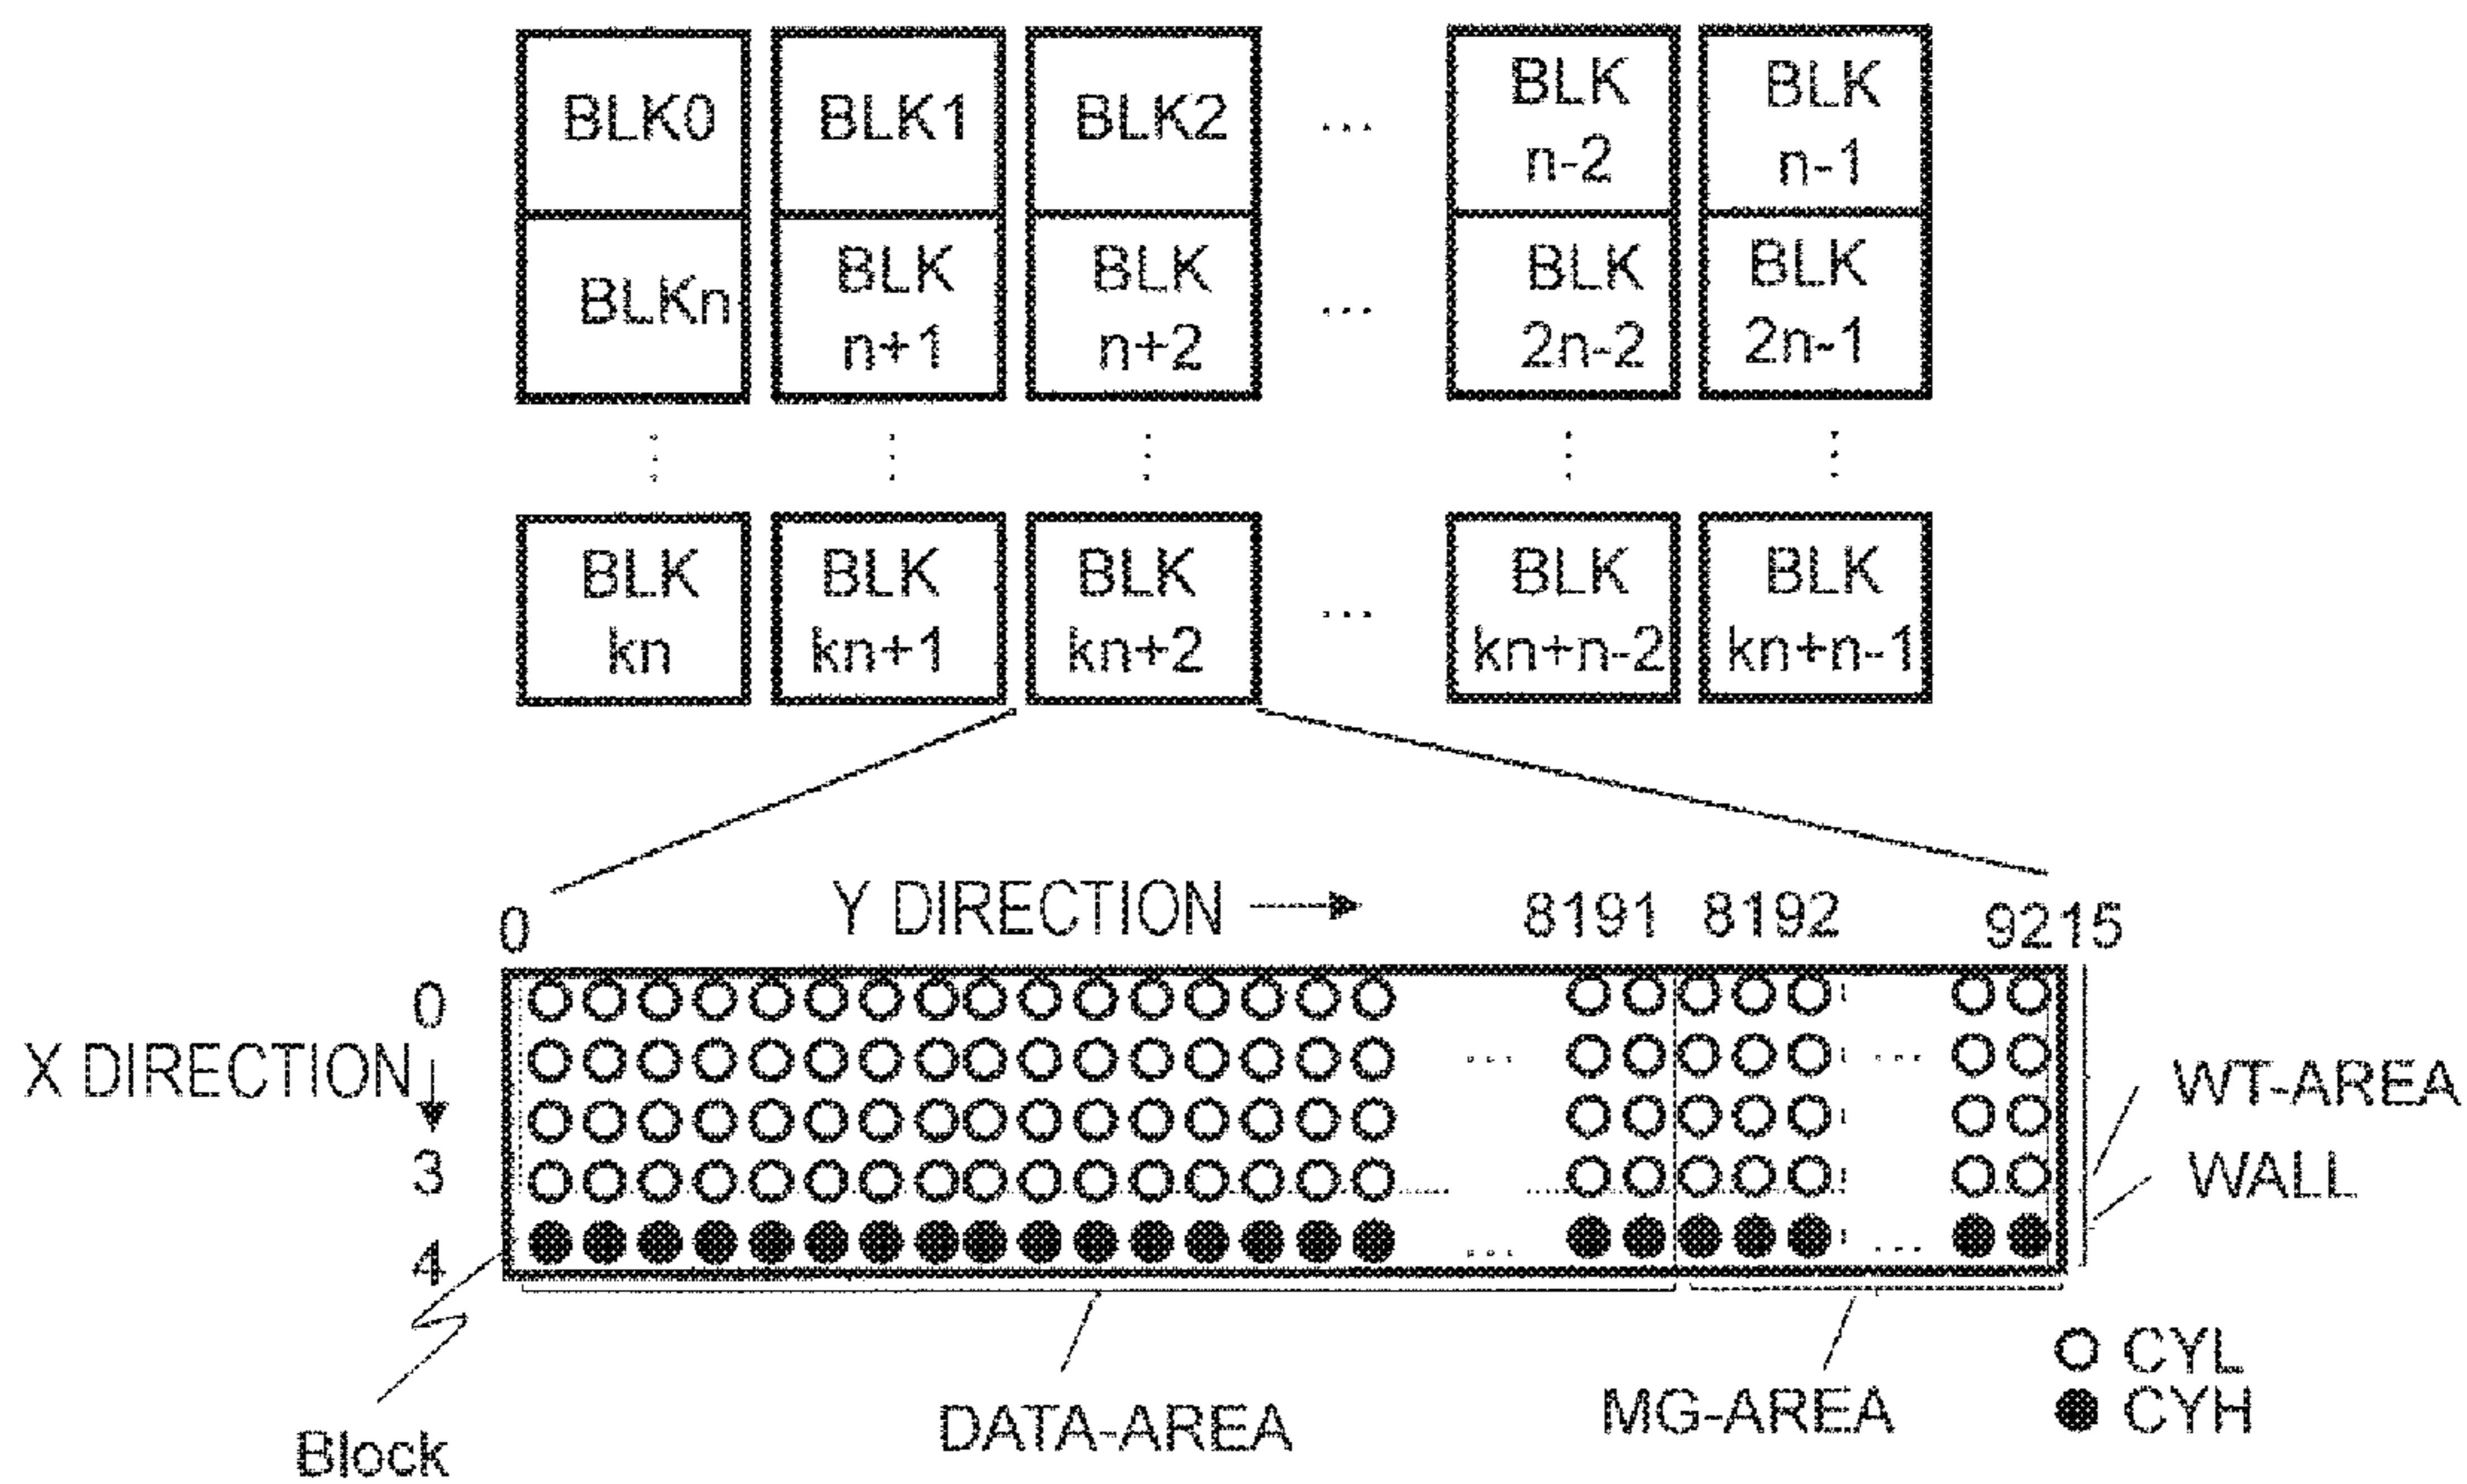 BLK0 BLK1 BLK2 ... BLK n-2 BLK n-1
BLKn BLK n+1 BLK n+2 ... BLK 2n-2 BLK 2n-1
BLK kn BLK kn+1 BLK kn+2 ... BLK kn+n-2 BLK kn+n-1
0 Y DIRECTION 8191 8192 9215
0
X DIRECTION
3
4
WT-AREA
WALL
Block
DATA-AREA
MG-AREA
CYL
CYH